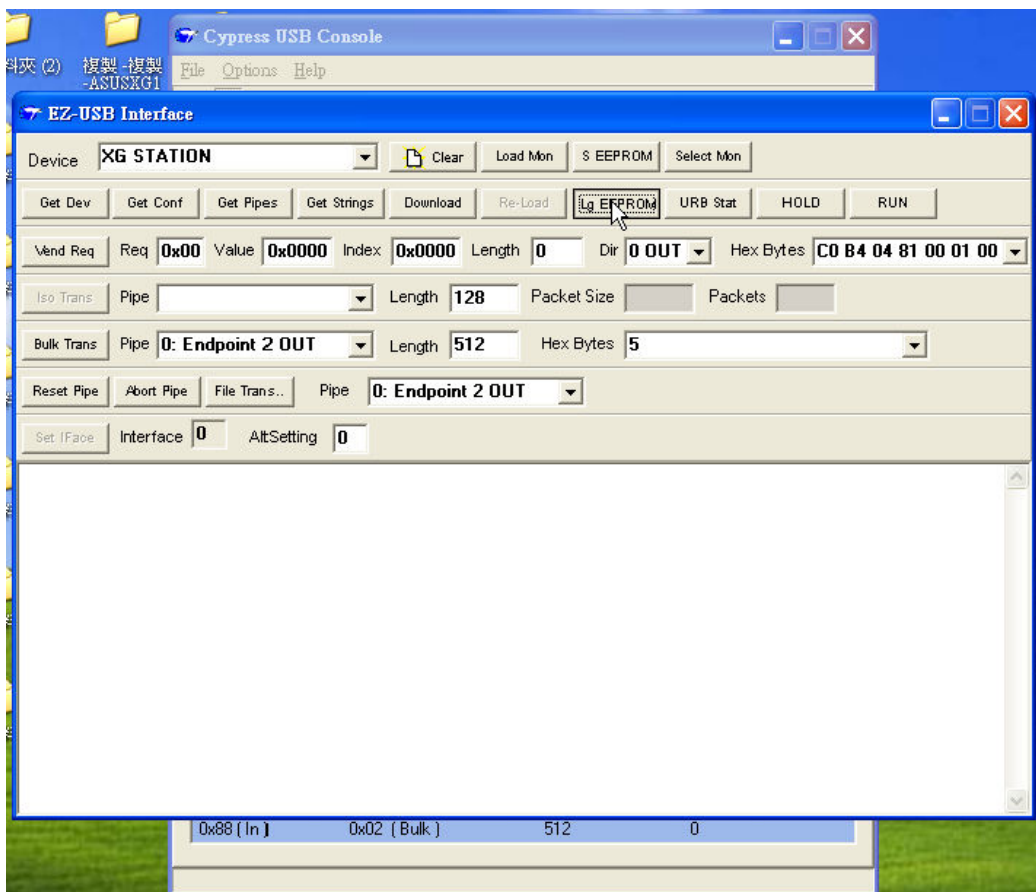 Cypress USB Console
料夾 (2)
複製 -複製
-ASUSXG1
File Options Help
EZ-USB Interface
Device XG STATION Clear Load Mon S EEPROM Select Mon
Get Dev Get Conf Get Pipes Get Strings Download Re-Load Lg EEPROM URB Stat HOLD RUN
Vend Req Req 0x00 Value 0x0000 Index 0x0000 Length 0 Dir 0 OUT Hex Bytes C0 B4 04 81 00 01 00
Iso Trans Pipe Length 128 Packet Size Packets
Bulk Trans Pipe 0: Endpoint 2 OUT Length 512 Hex Bytes 5
Reset Pipe Abort Pipe File Trans.. Pipe 0: Endpoint 2 OUT
Set IFace Interface 0 AltSetting 0
0x88 ( In ) 0x02 ( Bulk ) 512 0